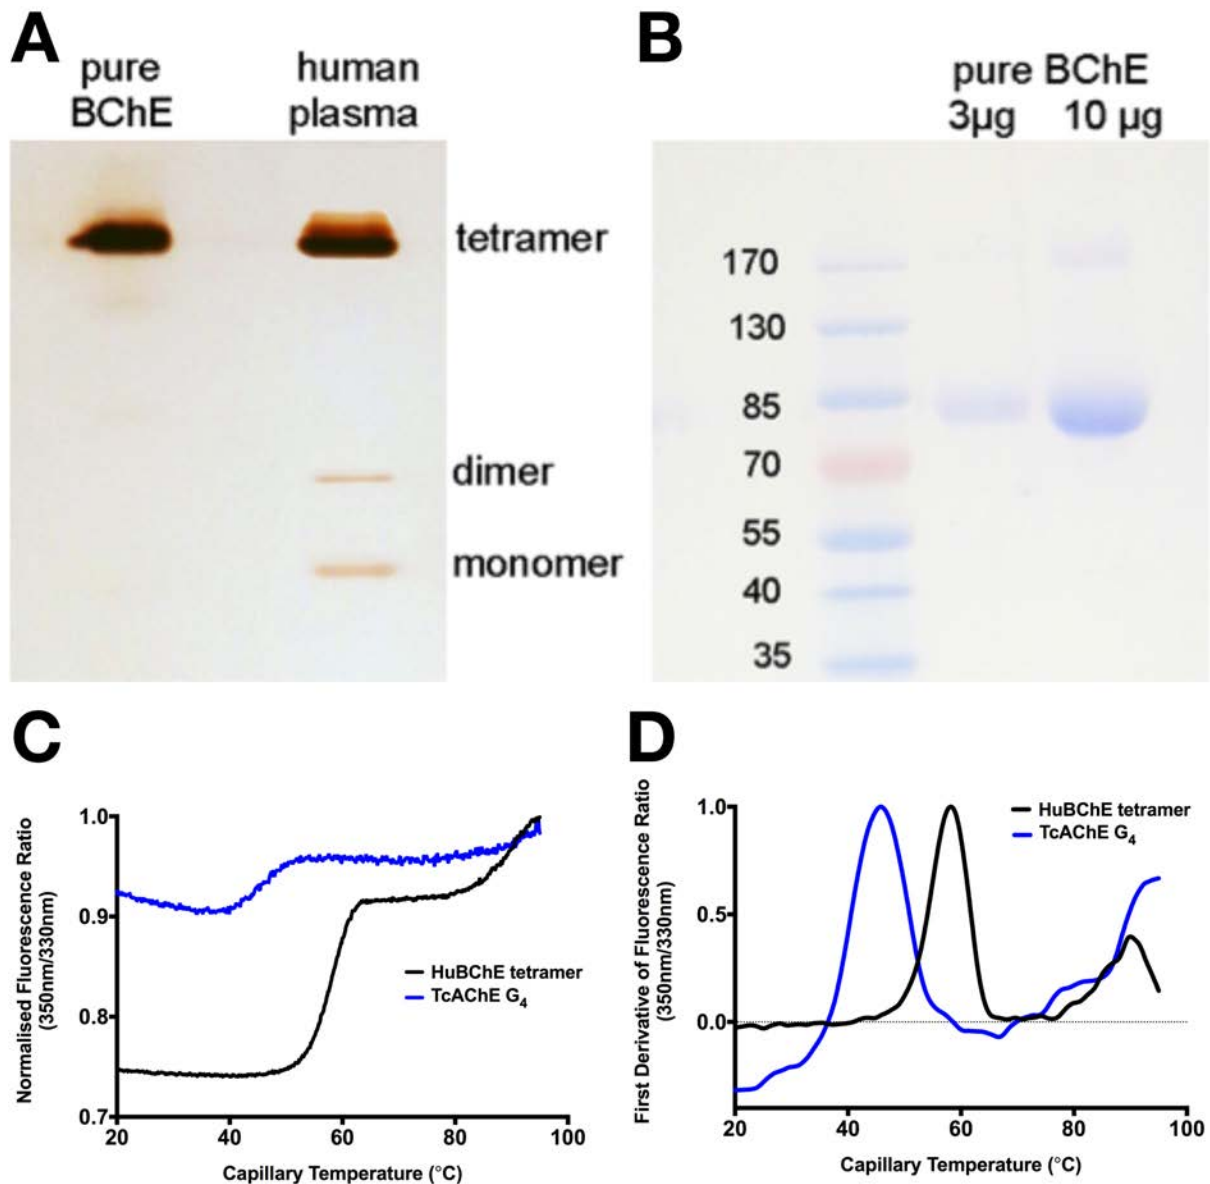 A
pure
BChE
human
plasma
tetramer
dimer
monomer
B
pure BChE
3µg
10 µg
170
130
85
70
55
40
35
C
Normalised Fluorescence Ratio
(350nm/330nm)
1.0
0.9
0.8
0.7
HuBChE tetramer
TcAChE G4
20
40
60
80
100
Capillary Temperature (°C)
D
First Derivative of Fluorescence Ratio
(350nm/330nm)
1.0
0.5
0.0
HuBChE tetramer
TcAChE G4
20
40
60
80
100
Capillary Temperature (°C)